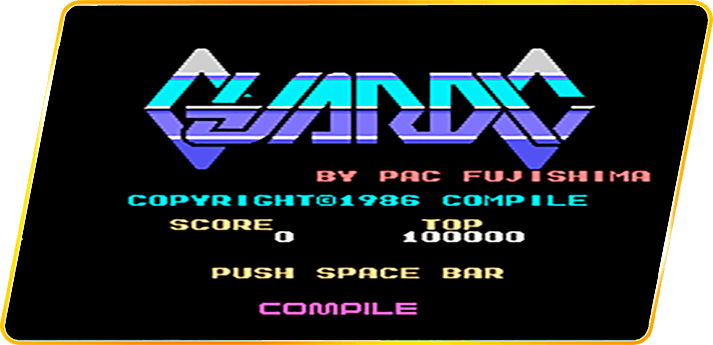 GUARDIC
BY PAC FUJISHIMA
COPYRIGHT©1986 COMPILE
SCORE TOP
0 100000
PUSH SPACE BAR
COMPILE